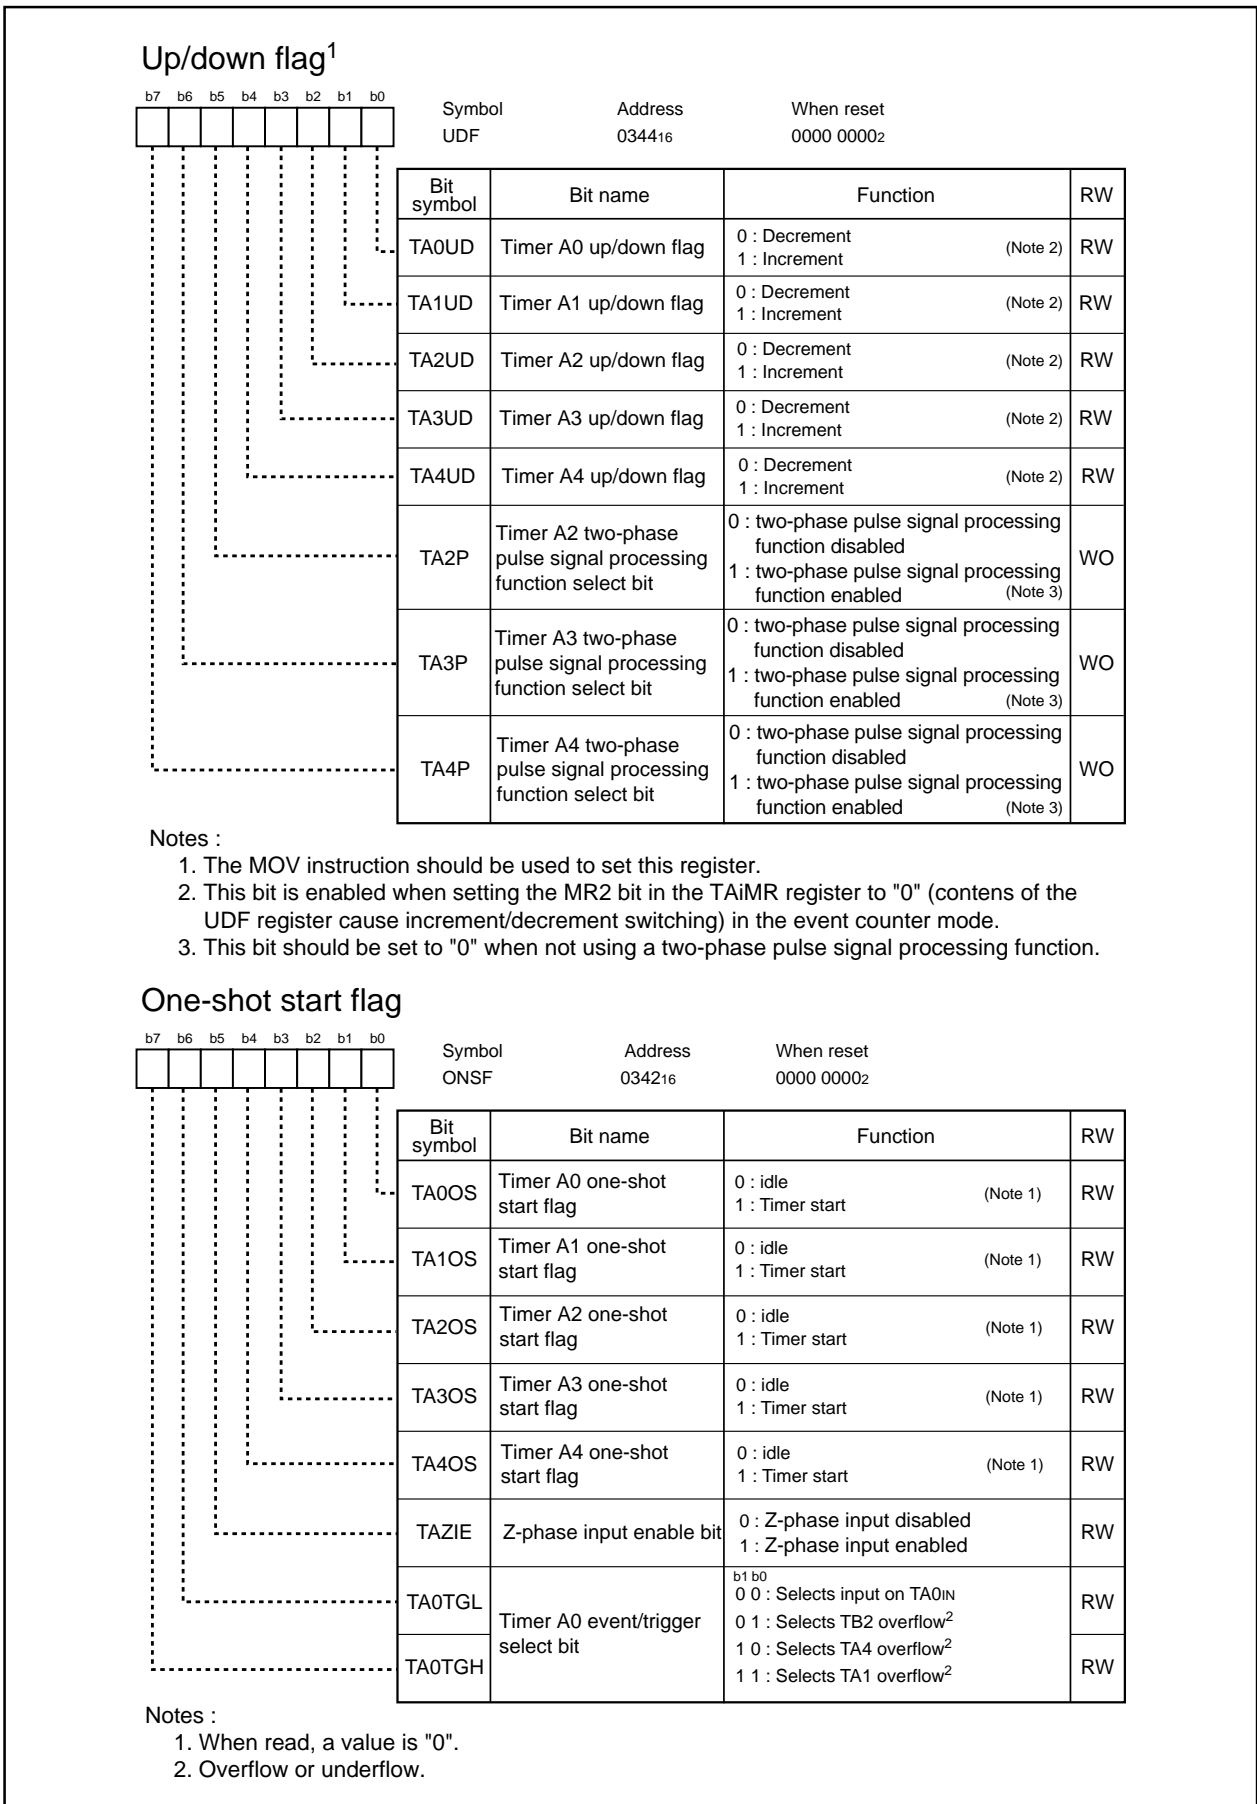 Up/down flag1
b7 b6 b5 b4 b3 b2 b1 b0
Symbol Address When reset
UDF 034416 0000 00002
Bit symbol Bit name Function RW
TA0UD Timer A0 up/down flag 0 : Decrement
1 : Increment (Note 2) RW
TA1UD Timer A1 up/down flag 0 : Decrement
1 : Increment (Note 2) RW
TA2UD Timer A2 up/down flag 0 : Decrement
1 : Increment (Note 2) RW
TA3UD Timer A3 up/down flag 0 : Decrement
1 : Increment (Note 2) RW
TA4UD Timer A4 up/down flag 0 : Decrement
1 : Increment (Note 2) RW
TA2P
Timer A2 two-phase
pulse signal processing
function select bit
0 : two-phase pulse signal processing
function disabled
1 : two-phase pulse signal processing
function enabled (Note 3)
WO
TA3P
Timer A3 two-phase
pulse signal processing
function select bit
0 : two-phase pulse signal processing
function disabled
1 : two-phase pulse signal processing
function enabled (Note 3)
WO
TA4P
Timer A4 two-phase
pulse signal processing
function select bit
0 : two-phase pulse signal processing
function disabled
1 : two-phase pulse signal processing
function enabled (Note 3)
WO
Notes :
1. The MOV instruction should be used to set this register.
2. This bit is enabled when setting the MR2 bit in the TAiMR register to "0" (contens of the
UDF register cause increment/decrement switching) in the event counter mode.
3. This bit should be set to "0" when not using a two-phase pulse signal processing function.
One-shot start flag
b7 b6 b5 b4 b3 b2 b1 b0
Symbol Address When reset
ONSF 034216 0000 00002
Bit symbol Bit name Function RW
TA0OS
Timer A0 one-shot
start flag
0 : idle
1 : Timer start (Note 1)
RW
TA1OS
Timer A1 one-shot
start flag
0 : idle
1 : Timer start (Note 1)
RW
TA2OS
Timer A2 one-shot
start flag
0 : idle
1 : Timer start (Note 1)
RW
TA3OS
Timer A3 one-shot
start flag
0 : idle
1 : Timer start (Note 1)
RW
TA4OS
Timer A4 one-shot
start flag
0 : idle
1 : Timer start (Note 1)
RW
TAZIE Z-phase input enable bit
0 : Z-phase input disabled
1 : Z-phase input enabled
RW
TA0TGL
TA0TGH
Timer A0 event/trigger
select bit
b1 b0
0 0 : Selects input on TA0IN
0 1 : Selects TB2 overflow2
1 0 : Selects TA4 overflow2
1 1 : Selects TA1 overflow2
RW
RW
Notes :
1. When read, a value is "0".
2. Overflow or underflow.